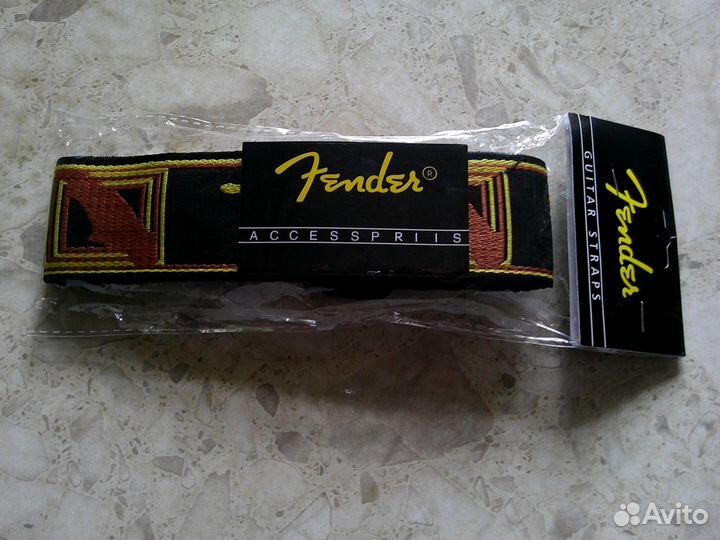 Fender®
ACCESSPRIIS
Fender
GUITAR STRAPS
Avito